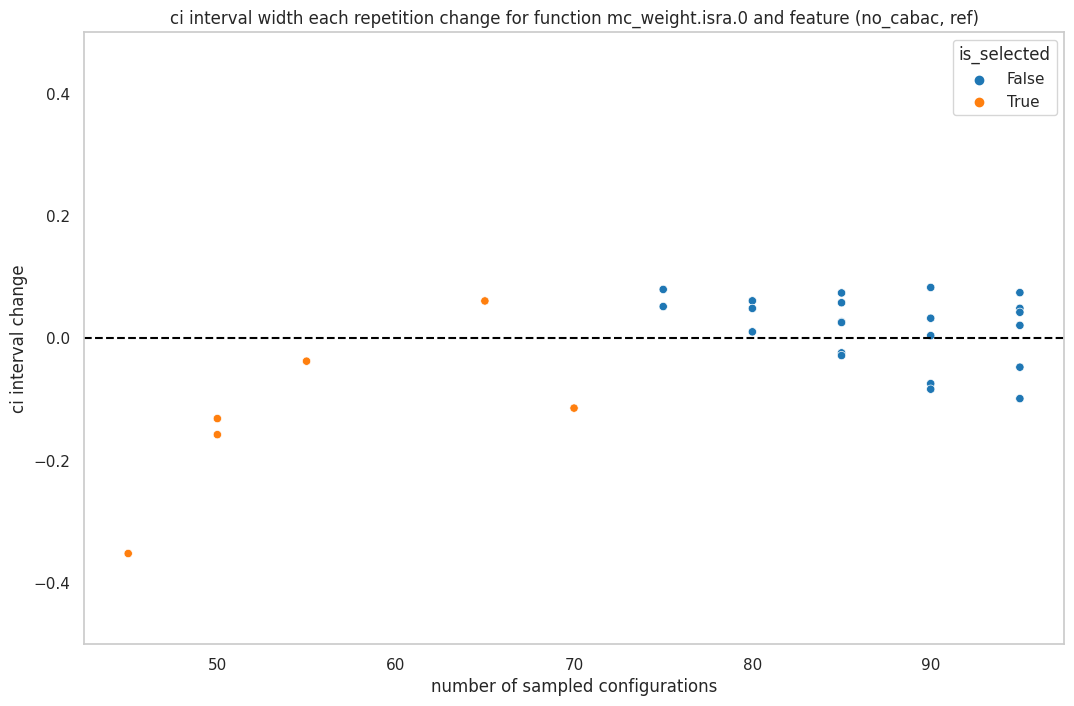 ci interval width each repetition change for function mc_weight.isra.0 and feature (no_cabac, ref)
is_selected
False
True
0.4
0.2
0.0
−0.2
−0.4
ci interval change
50
60
70
80
90
number of sampled configurations